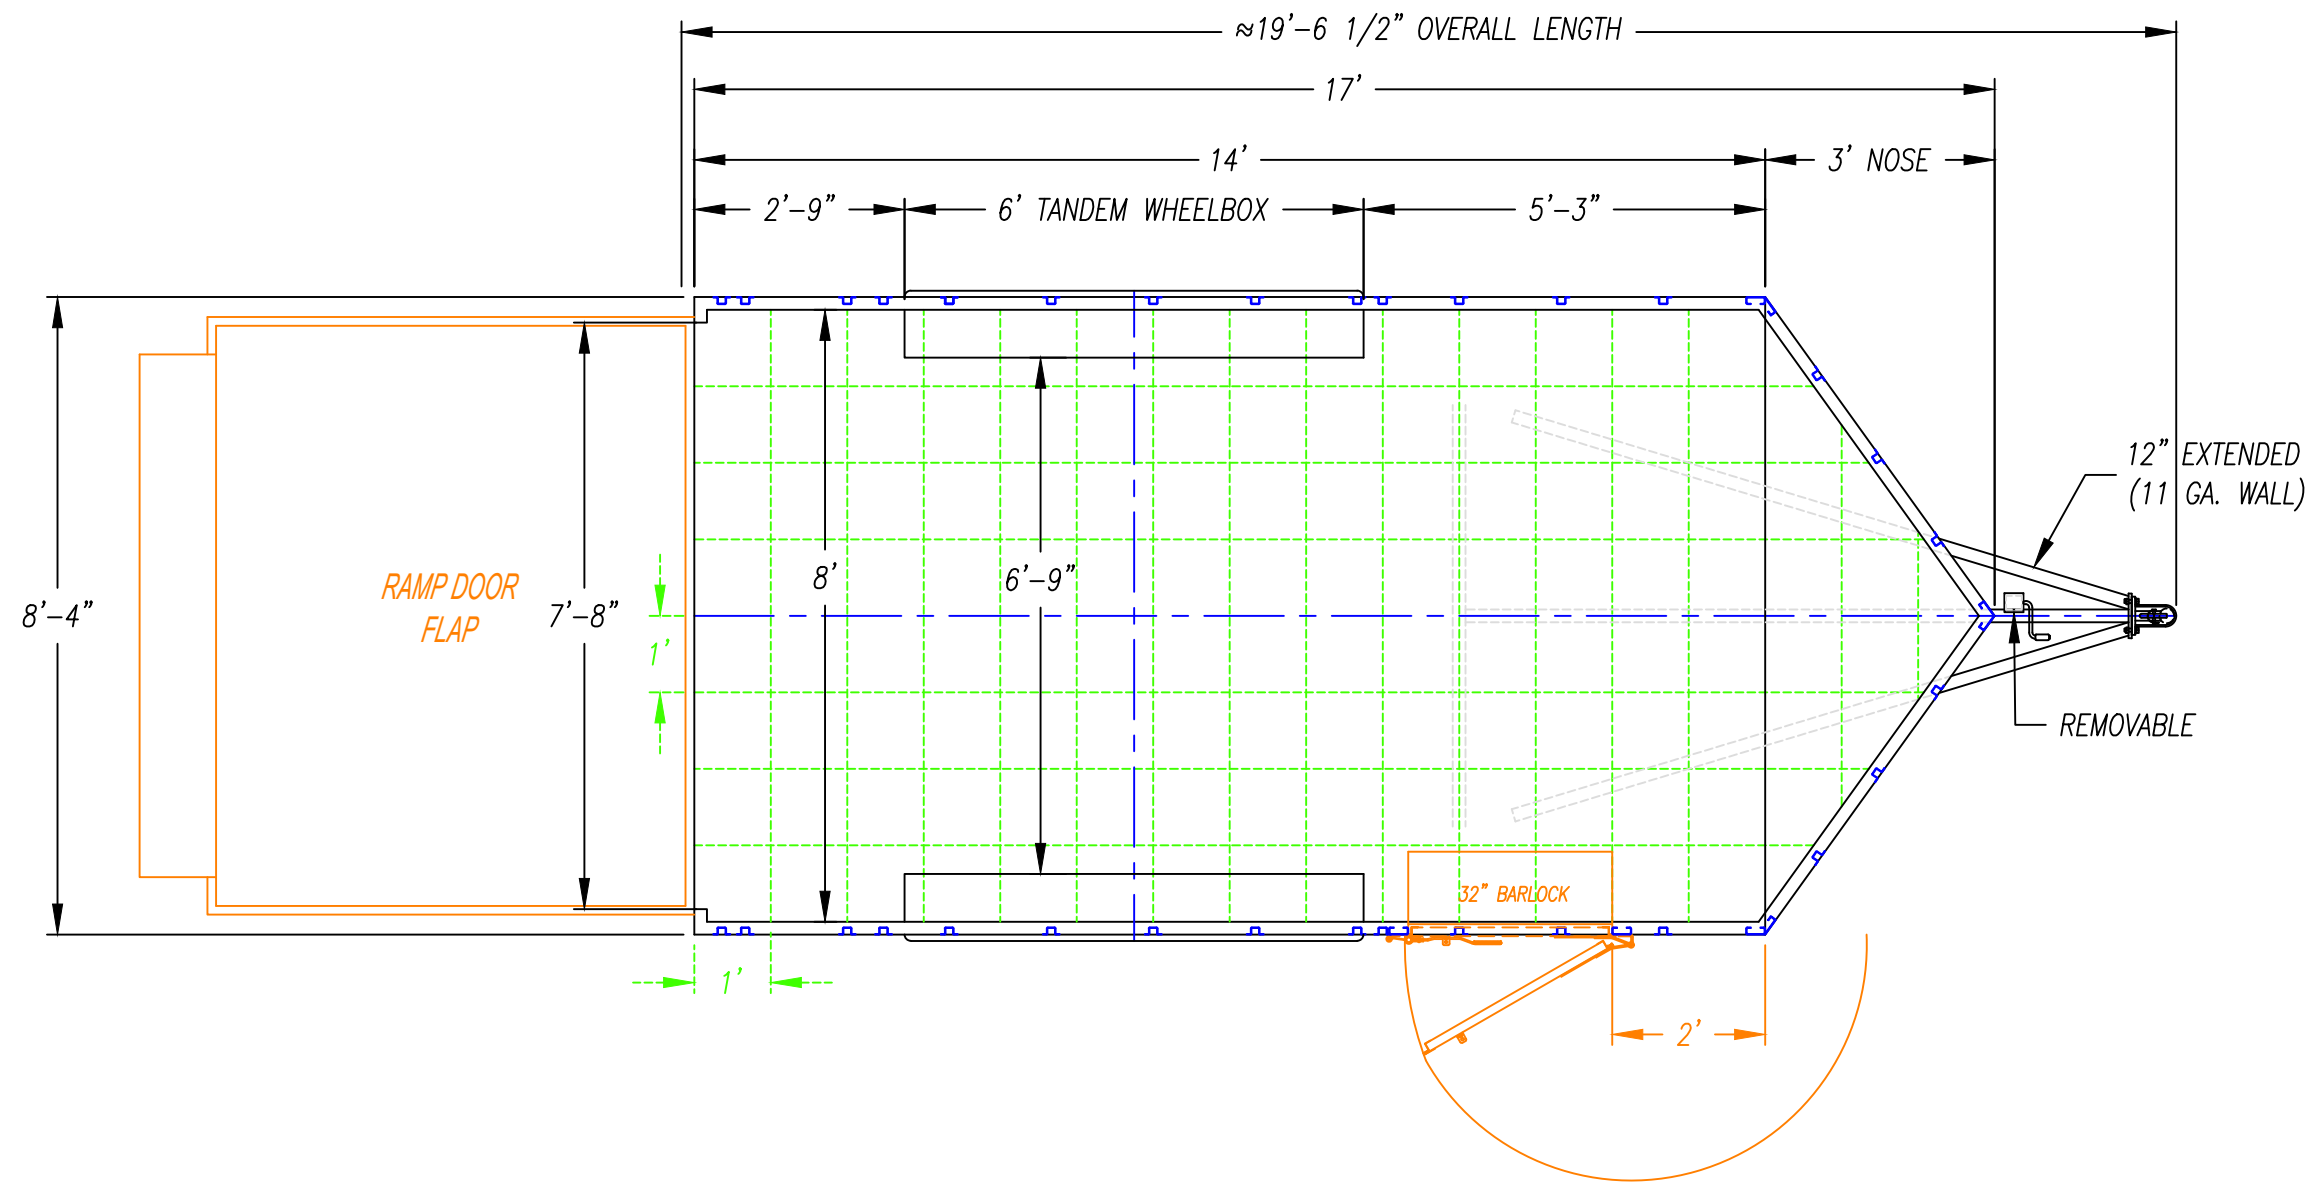 ≈19'-6 1/2" OVERALL LENGTH
17'
14'
3' NOSE
2'-9"
6' TANDEM WHEELBOX
5'-3"
12" EXTENDED
(11 GA. WALL)
8'-4"
RAMP DOOR
FLAP
7'-8"
1'
8'
6'-9"
REMOVABLE
32" BARLOCK
1'
2'